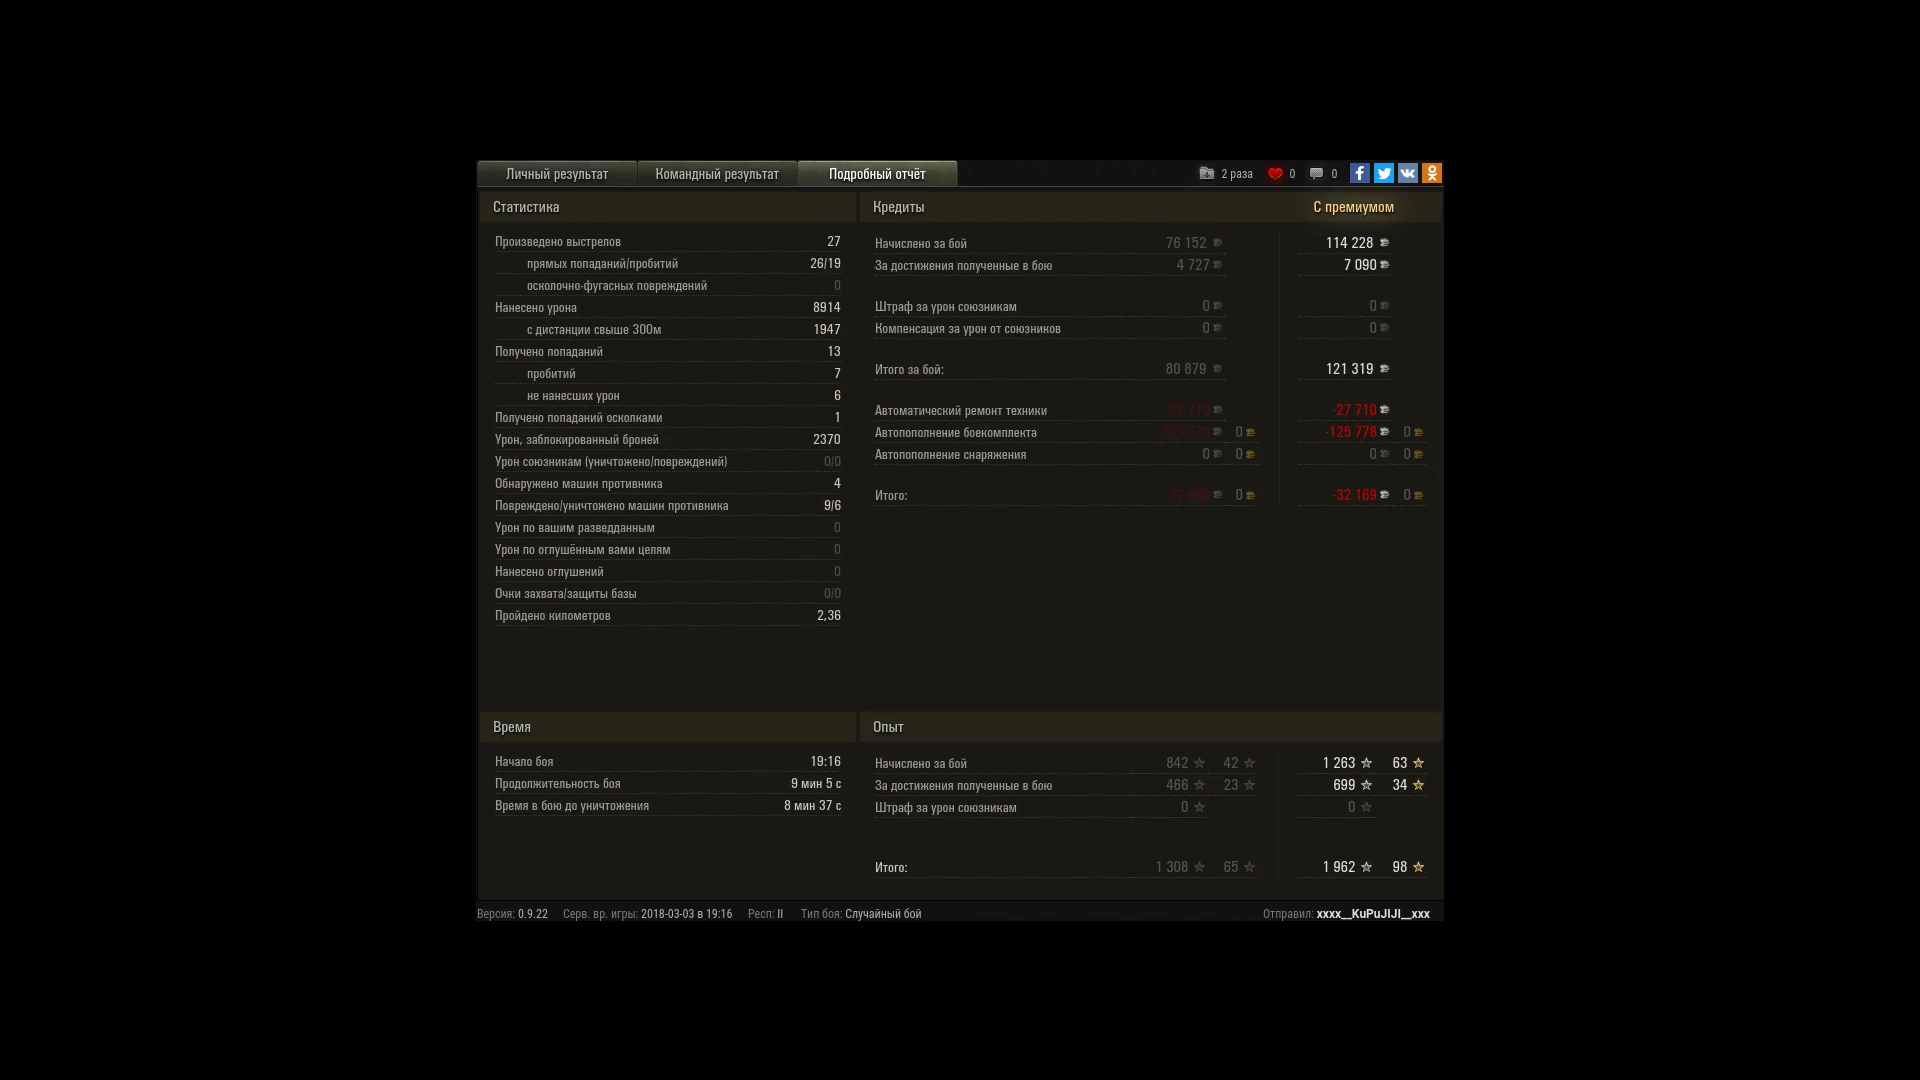 Личный результат Командный результат Подробный отчёт 2 раза 0 0
Статистика
Произведено выстрелов 27
прямых попаданий/пробитий 26/19
осколочно-фугасных повреждений 0
Нанесено урона 8914
с дистанции свыше 300м 1947
Получено попаданий 13
пробитий 7
не нанесших урон 6
Получено попаданий осколками 1
Урон, заблокированный броней 2370
Урон союзникам (уничтожено/повреждений) 0/0
Обнаружено машин противника 4
Повреждено/уничтожено машин противника 9/6
Урон по вашим разведданным 0
Урон по оглушённым вами целям 0
Нанесено оглушений 0
Очки захвата/защиты базы 0/0
Пройдено километров 2,36
Кредиты С премиумом
Начислено за бой 76 152 114 228
За достижения полученные в бою 4 727 7 090
Штраф за урон союзникам 0 0
Компенсация за урон от союзников 0 0
Итого за бой: 80 879 121 319
Автоматический ремонт техники -27 710 -27 710
Автопополнение боекомплекта 0 -125 778 0
Автопополнение снаряжения 0 0 0 0
Итого: 0 -32 169 0
Время
Начало боя 19:16
Продолжительность боя 9 мин 5 с
Время в бою до уничтожения 8 мин 37 с
Опыт
Начислено за бой 842 42 1 263 63
За достижения полученные в бою 466 23 699 34
Штраф за урон союзникам 0 0
Итого: 1 308 65 1 962 98
Версия: 0.9.22 Серв. вр. игры: 2018-03-03 в 19:16 Респ: II Тип боя: Случайный бой Отправил: xxxx__KuPuJIJI__xxx